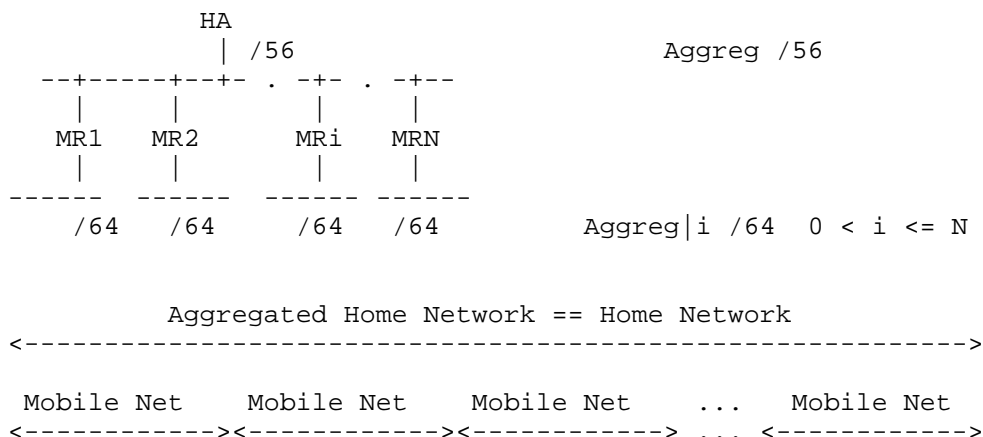 HA
| /56                      Aggreg /56
--+-----+--+- . -+- . -+--
|     |        |     |
MR1   MR2      MRi   MRN
|     |        |     |
------  ------  ------ ------
/64   /64      /64   /64        Aggreg|i /64  0 < i <= N
Aggregated Home Network == Home Network
<----------------------------------------------------------->
Mobile Net    Mobile Net    Mobile Net    ...   Mobile Net
<------------><------------><------------> ... <------------>